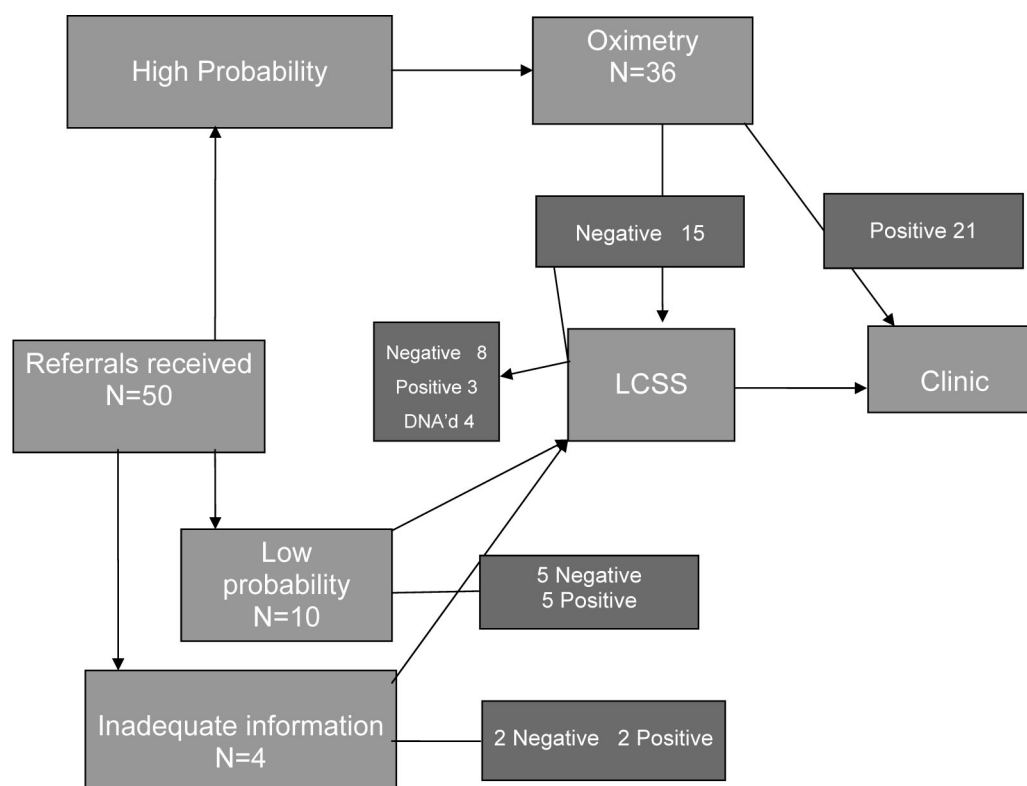 High Probability
Oximetry
N=36
Negative 15
Positive 21
Referrals received
N=50
Negative 8
Positive 3
DNA'd 4
LCSS
Clinic
Low
probability
N=10
5 Negative
5 Positive
Inadequate information
N=4
2 Negative 2 Positive